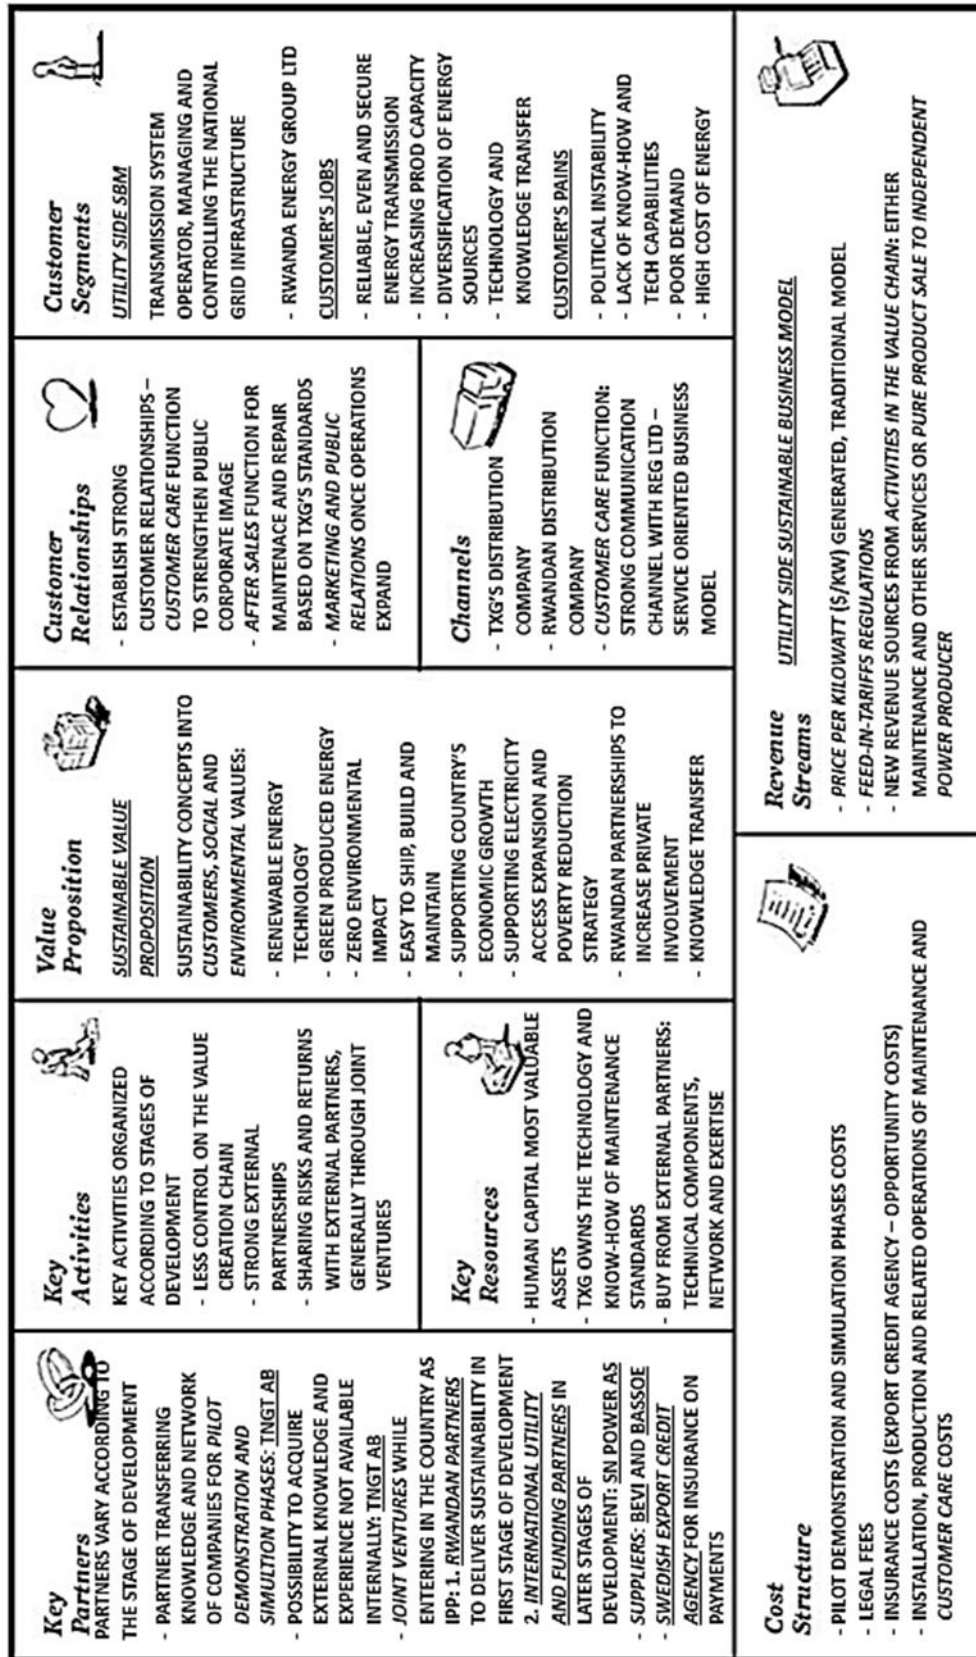 Key
Partners
PARTNERS VARY ACCORDING TO
THE STAGE OF DEVELOPMENT
- PARTNER TRANSFERRING
KNOWLEDGE AND NETWORK
OF COMPANIES FOR PILOT
DEMONSTRATION AND
SIMULTION PHASES: TNGT AB
- POSSIBILITY TO ACQUIRE
EXTERNAL KNOWLEDGE AND
EXPERIENCE NOT AVAILABLE
INTERNALLY: TNGT AB
- JOINT VENTURES WHILE
ENTERING IN THE COUNTRY AS
IPP: 1. RWANDAN PARTNERS
TO DELIVER SUSTAINABILITY IN
FIRST STAGE OF DEVELOPMENT
2. INTERNATIONAL UTILITY
AND FUNDING PARTNERS IN
LATER STAGES OF
DEVELOPMENT: SN POWER AS
- SUPPLIERS: BEVI AND BASSOE
- SWEDISH EXPORT CREDIT
AGENCY FOR INSURANCE ON
PAYMENTS
Key
Activities
KEY ACTIVITIES ORGANIZED
ACCORDING TO STAGES OF
DEVELOPMENT
- LESS CONTROL ON THE VALUE
CREATION CHAIN
- STRONG EXTERNAL
PARTNERSHIPS
- SHARING RISKS AND RETURNS
WITH EXTERNAL PARTNERS,
GENERALLY THROUGH JOINT
VENTURES
Key
Resources
- HUMAN CAPITAL MOST VALUABLE
ASSETS
- TXG OWNS THE TECHNOLOGY AND
KNOW-HOW OF MAINTENANCE
STANDARDS
- BUY FROM EXTERNAL PARTNERS:
TECHNICAL COMPONENTS,
NETWORK AND EXERTISE
Value
Proposition
SUSTAINABLE VALUE
PROPOSITION
SUSTAINABILITY CONCEPTS INTO
CUSTOMERS, SOCIAL AND
ENVIRONMENTAL VALUES:
- RENEWABLE ENERGY
TECHNOLOGY
- GREEN PRODUCED ENERGY
- ZERO ENVIRONMENTAL
IMPACT
- EASY TO SHIP, BUILD AND
MAINTAIN
- SUPPORTING COUNTRY'S
ECONOMIC GROWTH
- SUPPORTING ELECTRICITY
ACCESS EXPANSION AND
POVERTY REDUCTION
STRATEGY
- RWANDAN PARTNERSHIPS TO
INCREASE PRIVATE
INVOLVEMENT
- KNOWLEDGE TRANSFER
Customer
Relationships
- ESTABLISH STRONG
CUSTOMER RELATIONSHIPS –
CUSTOMER CARE FUNCTION
TO STRENGTHEN PUBLIC
CORPORATE IMAGE
- AFTER SALES FUNCTION FOR
MAINTENACE AND REPAIR
BASED ON TXG'S STANDARDS
- MARKETING AND PUBLIC
RELATIONS ONCE OPERATIONS
EXPAND
Channels
- TXG'S DISTRIBUTION
COMPANY
- RWANDAN DISTRIBUTION
COMPANY
- CUSTOMER CARE FUNCTION:
STRONG COMMUNICATION
CHANNEL WITH REG LTD –
SERVICE ORIENTED BUSINESS
MODEL
Customer
Segments
UTILITY SIDE SBM
TRANSMISSION SYSTEM
OPERATOR, MANAGING AND
CONTROLLING THE NATIONAL
GRID INFRASTRUCTURE
- RWANDA ENERGY GROUP LTD
CUSTOMER'S JOBS
- RELIABLE, EVEN AND SECURE
ENERGY TRANSMISSION
- INCREASING PROD CAPACITY
- DIVERSIFICATION OF ENERGY
SOURCES
- TECHNOLOGY AND
KNOWLEDGE TRANSFER
CUSTOMER'S PAINS
- POLITICAL INSTABILITY
- LACK OF KNOW-HOW AND
TECH CAPABILITIES
- POOR DEMAND
- HIGH COST OF ENERGY
Cost
Structure
- PILOT DEMONSTRATION AND SIMULATION PHASES COSTS
- LEGAL FEES
- INSURANCE COSTS (EXPORT CREDIT AGENCY – OPPORTUNITY COSTS)
- INSTALLATION, PRODUCTION AND RELATED OPERATIONS OF MAINTENANCE AND
CUSTOMER CARE COSTS
Revenue
Streams
UTILITY SIDE SUSTAINABLE BUSINESS MODEL
- PRICE PER KILOWATT ($/KW) GENERATED, TRADITIONAL MODEL
- FEED-IN-TARIFFS REGULATIONS
- NEW REVENUE SOURCES FROM ACTIVITIES IN THE VALUE CHAIN: EITHER
MAINTENANCE AND OTHER SERVICES OR PURE PRODUCT SALE TO INDEPENDENT
POWER PRODUCER